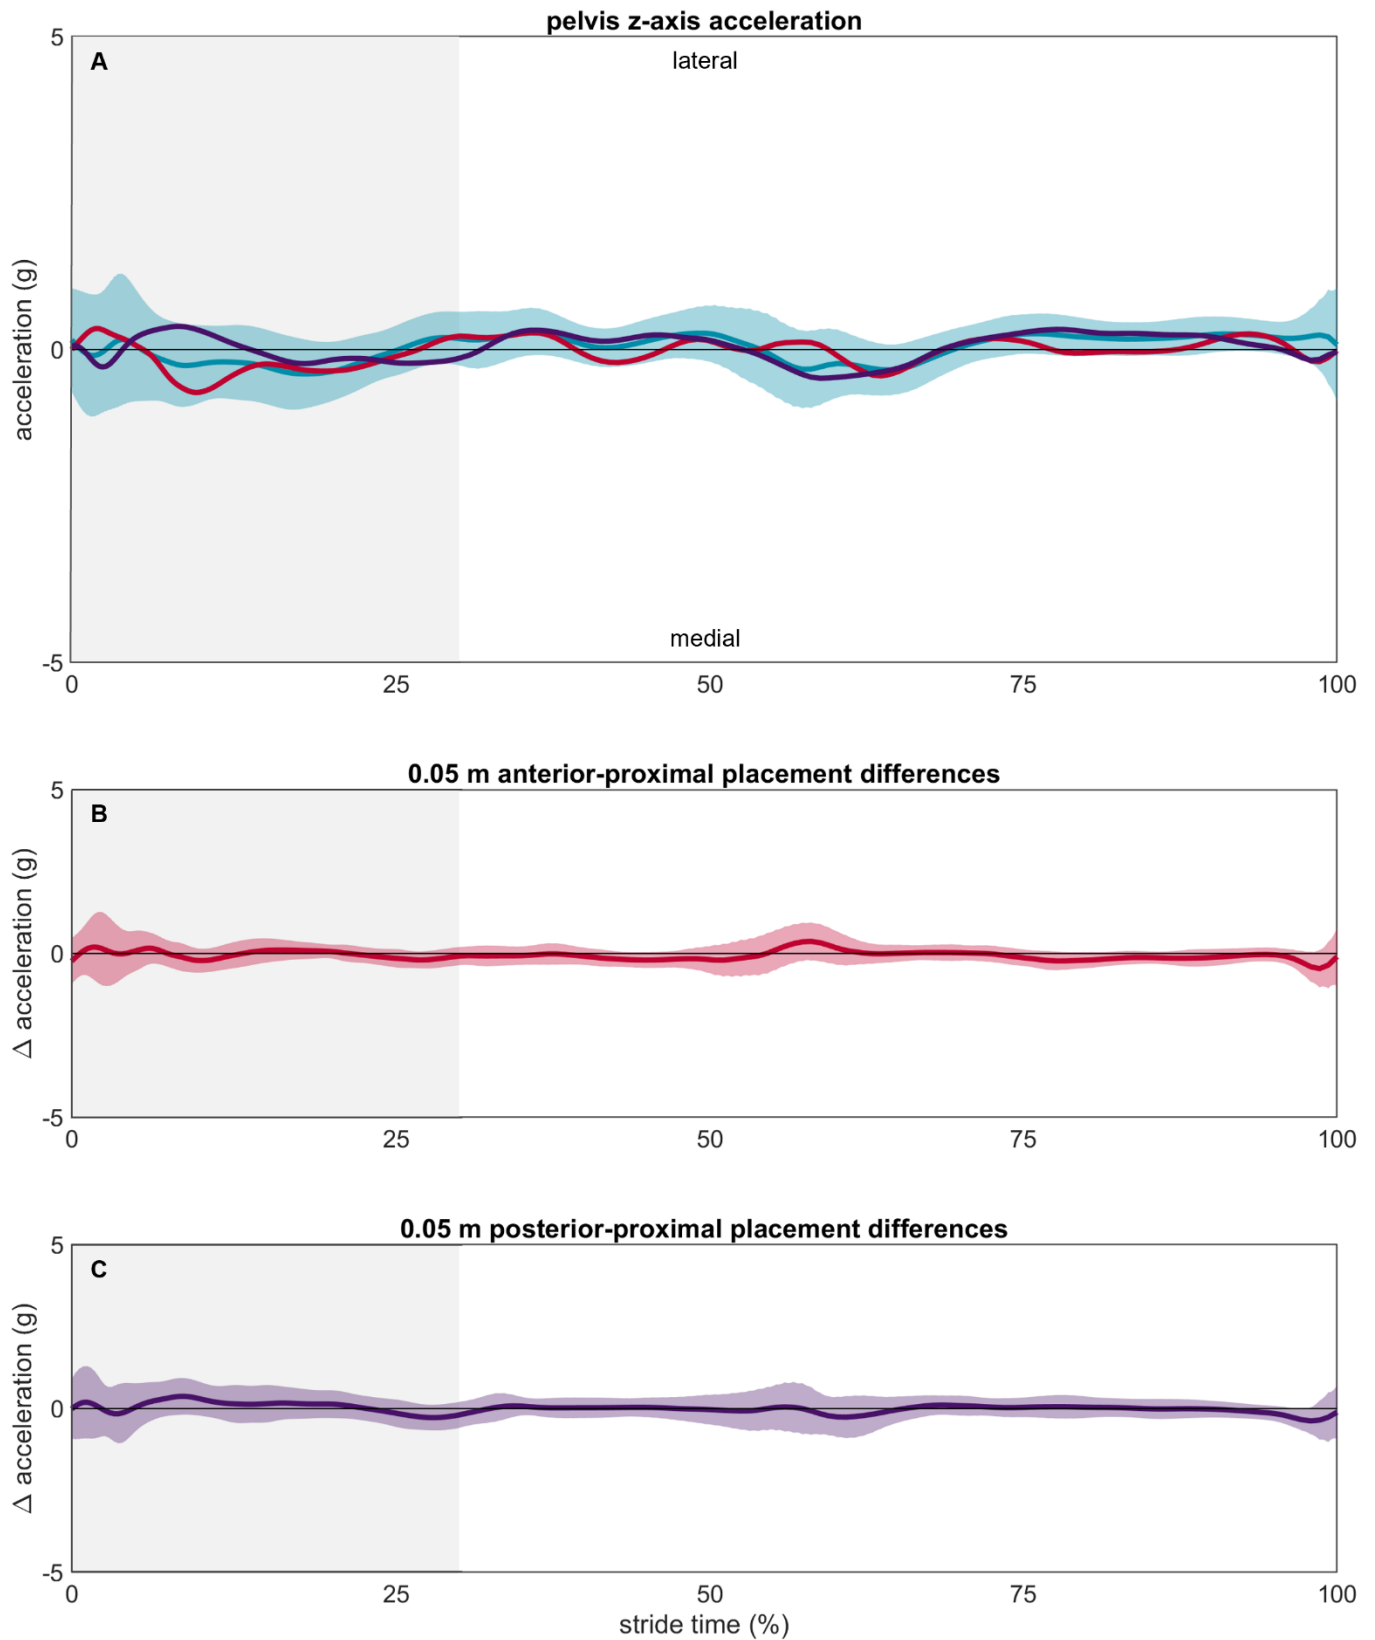 pelvis z-axis acceleration
5
A
lateral
acceleration (g)
0
medial
-5
0 25 50 75 100
0.05 m anterior-proximal placement differences
5
B
Δ acceleration (g)
0
-5
0 25 50 75 100
0.05 m posterior-proximal placement differences
5
C
Δ acceleration (g)
0
-5
0 25 50 75 100
stride time (%)